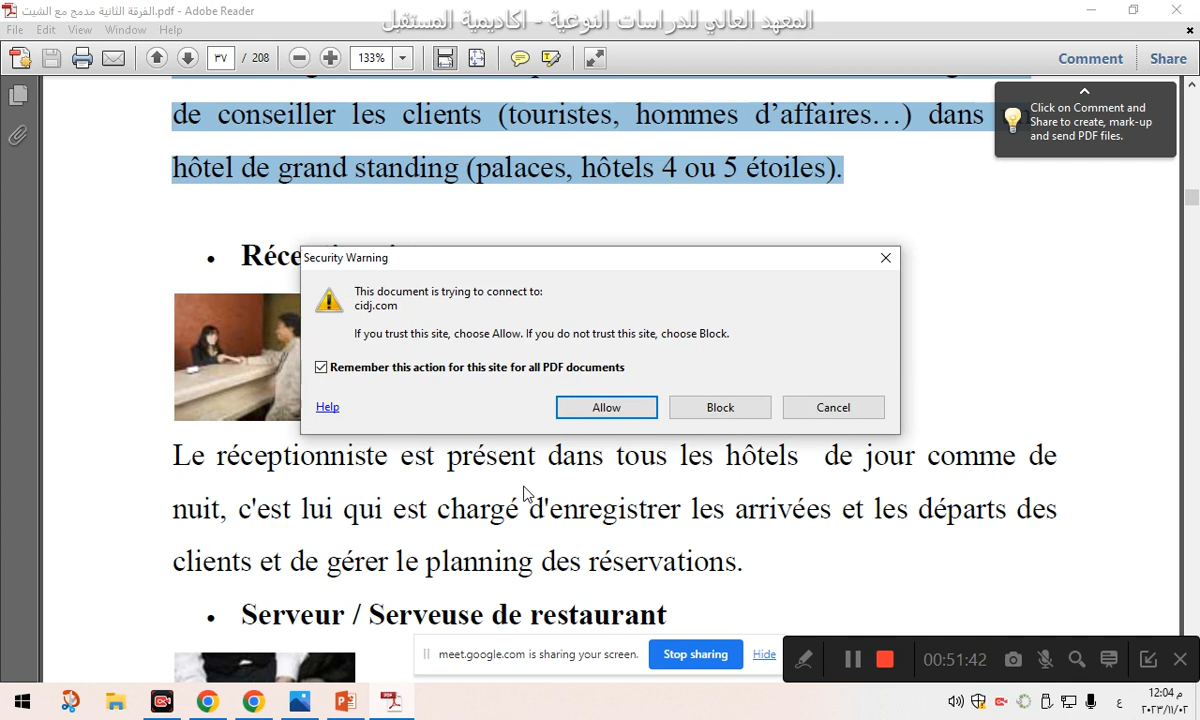 الفرقة الثانية مدمج مع الشيت.pdf - Adobe Reader
المعهد العالي للدراسات النوعية - اكاديمية المستقبل
File Edit View Window Help
٣٧ / 208 133% Comment Share
Click on Comment and
Share to create, mark-up
and send PDF files.
de conseiller les clients (touristes, hommes d’affaires…) dans
hôtel de grand standing (palaces, hôtels 4 ou 5 étoiles).
Security Warning
This document is trying to connect to:
cidj.com
If you trust this site, choose Allow. If you do not trust this site, choose Block.
Remember this action for this site for all PDF documents
Help Allow Block Cancel
Le réceptionniste est présent dans tous les hôtels de jour comme de
nuit, c'est lui qui est chargé d'enregistrer les arrivées et les départs des
clients et de gérer le planning des réservations.
• Serveur / Serveuse de restaurant
meet.google.com is sharing your screen. Stop sharing Hide
00:51:42
ع
12:04 م
٢٠٢٣/١١/٠٢